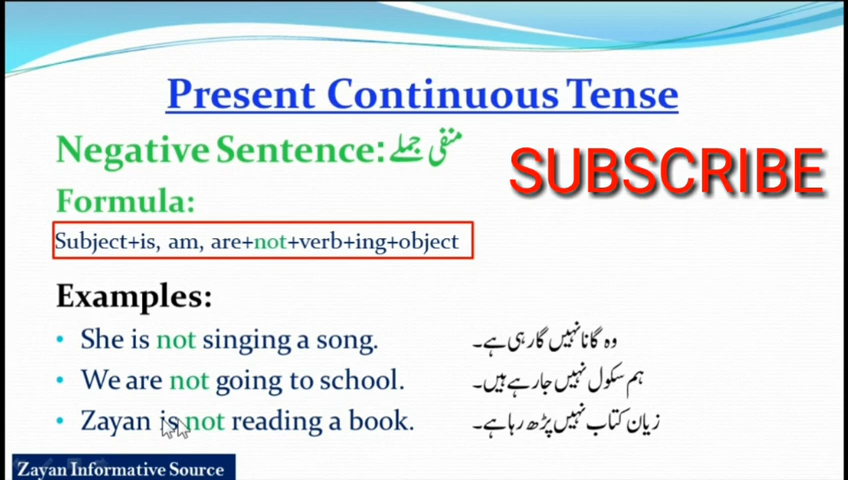 Present Continuous Tense
Negative Sentence: منفی جملے
SUBSCRIBE
Formula:
Subject+is, am, are+not+verb+ing+object
Examples:
• She is not singing a song. وہ گانا نہیں گا رہی ہے۔
• We are not going to school. ہم سکول نہیں جا رہے ہیں۔
• Zayan is not reading a book. زیان کتاب نہیں پڑھ رہا ہے۔
Zayan Informative Source